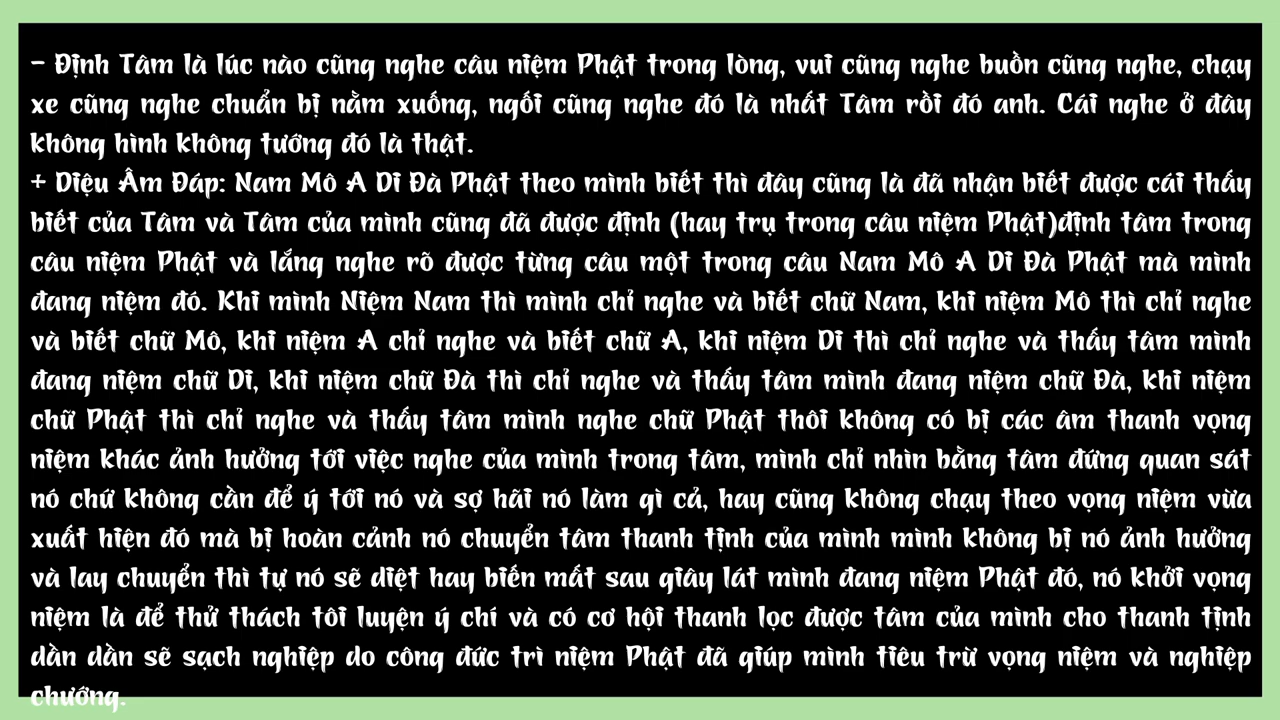 - Định Tâm là lúc nào cũng nghe câu niệm Phật trong lòng, vui cũng nghe buồn cũng nghe, chạy
xe cũng nghe chuẩn bị nằm xuống, ngối cũng nghe đó là nhất Tâm rồi đó anh. Cái nghe ở đây
không hình không tướng đó là thật.
+ Diệu Âm Đáp: Nam Mô A Di Đà Phật theo mình biết thì đây cũng là đã nhận biết được cái thấy
biết của Tâm và Tâm của mình cũng đã được định (hay trụ trong câu niệm Phật)định tâm trong
câu niệm Phật và lắng nghe rõ được từng câu một trong câu Nam Mô A Di Đà Phật mà mình
đang niệm đó. Khi mình Niệm Nam thì mình chỉ nghe và biết chữ Nam, khi niệm Mô thì chỉ nghe
và biết chữ Mô, khi niệm A chỉ nghe và biết chữ A, khi niệm Di thì chỉ nghe và thấy tâm mình
đang niệm chữ Di, khi niệm chữ Đà thì chỉ nghe và thấy tâm mình đang niệm chữ Đà, khi niệm
chữ Phật thì chỉ nghe và thấy tâm mình nghe chữ Phật thôi không có bị các âm thanh vọng
niệm khác ảnh hưởng tới việc nghe của mình trong tâm, mình chỉ nhìn bằng tâm đứng quan sát
nó chứ không cần để ý tới nó và sợ hãi nó làm gì cả, hay cũng không chạy theo vọng niệm vừa
xuất hiện đó mà bị hoàn cảnh nó chuyển tâm thanh tịnh của mình mình không bị nó ảnh hưởng
và lay chuyển thì tự nó sẽ diệt hay biến mất sau giây lát mình đang niệm Phật đó, nó khởi vọng
niệm là để thử thách tôi luyện ý chí và có cơ hội thanh lọc được tâm của mình cho thanh tịnh
dần dần sẽ sạch nghiệp do công đức trì niệm Phật đã giúp mình tiêu trừ vọng niệm và nghiệp
chướng.